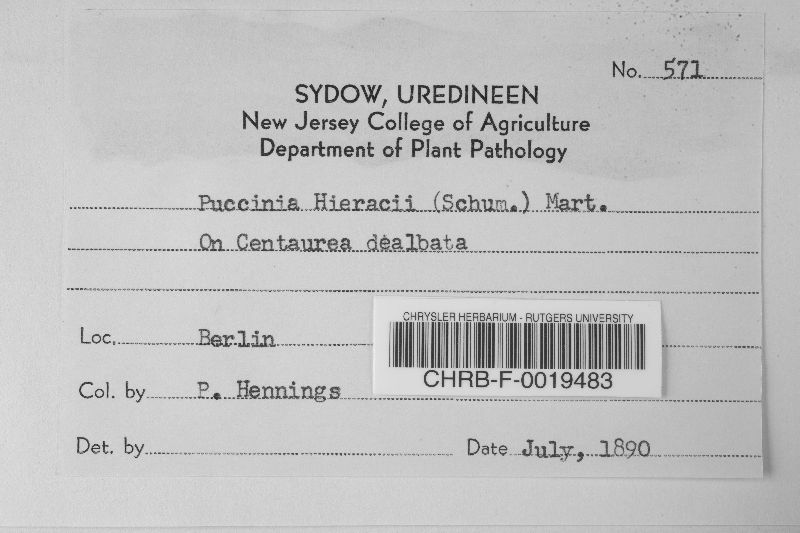 No. 571
SYDOW, UREDINEEN
New Jersey College of Agriculture
Department of Plant Pathology
Puccinia Hieracii (Schum.) Mart.
On Centaurea dealbata
Loc. Berlin
CHRYSLER HERBARIUM - RUTGERS UNIVERSITY
CHRB-F-0019483
Col. by P. Hennings
Det. by
Date July, 1890